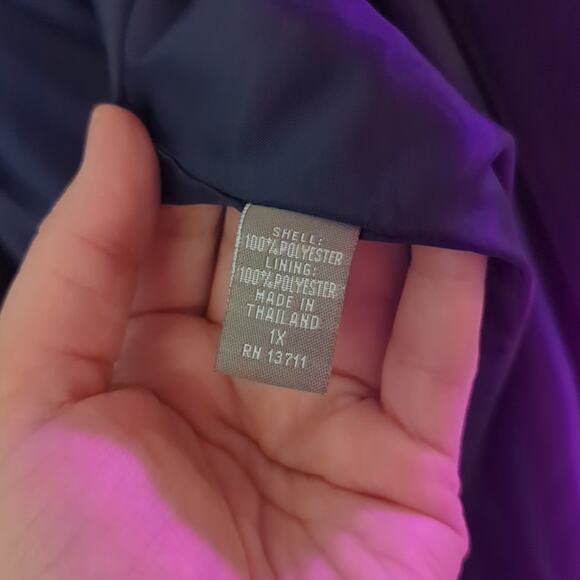 SHELL:
100%POLYESTER
LINING:
100%POLYESTER
MADE IN
THAILAND
1X
RN 13711